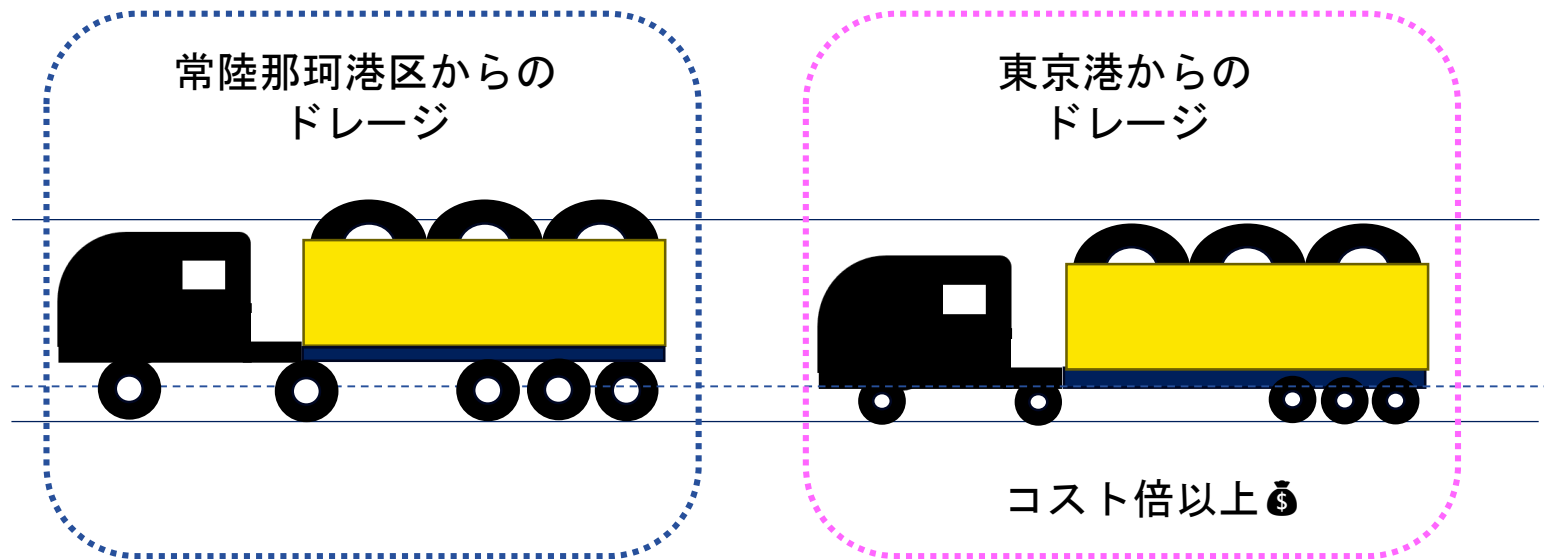 常陸那珂港区からの
ドレージ
東京港からの
ドレージ
コスト倍以上💰